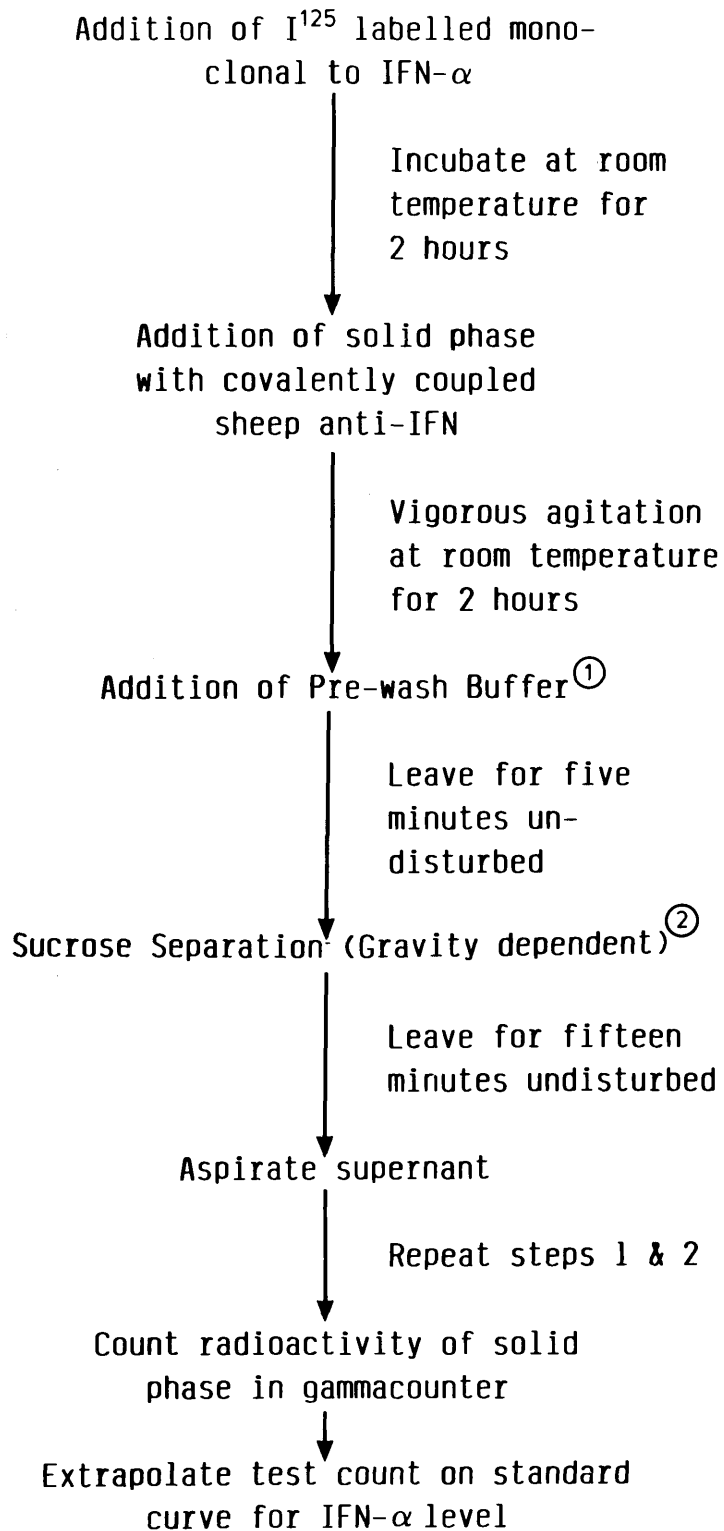 Addition of I¹²⁵ labelled mono-
clonal to IFN-α
Incubate at room
temperature for
2 hours
Addition of solid phase
with covalently coupled
sheep anti-IFN
Vigorous agitation
at room temperature
for 2 hours
Addition of Pre-wash Buffer①
Leave for five
minutes un-
disturbed
Sucrose Separation (Gravity dependent)②
Leave for fifteen
minutes undisturbed
Aspirate supernant
Repeat steps 1 & 2
Count radioactivity of solid
phase in gammacounter
Extrapolate test count on standard
curve for IFN-α level